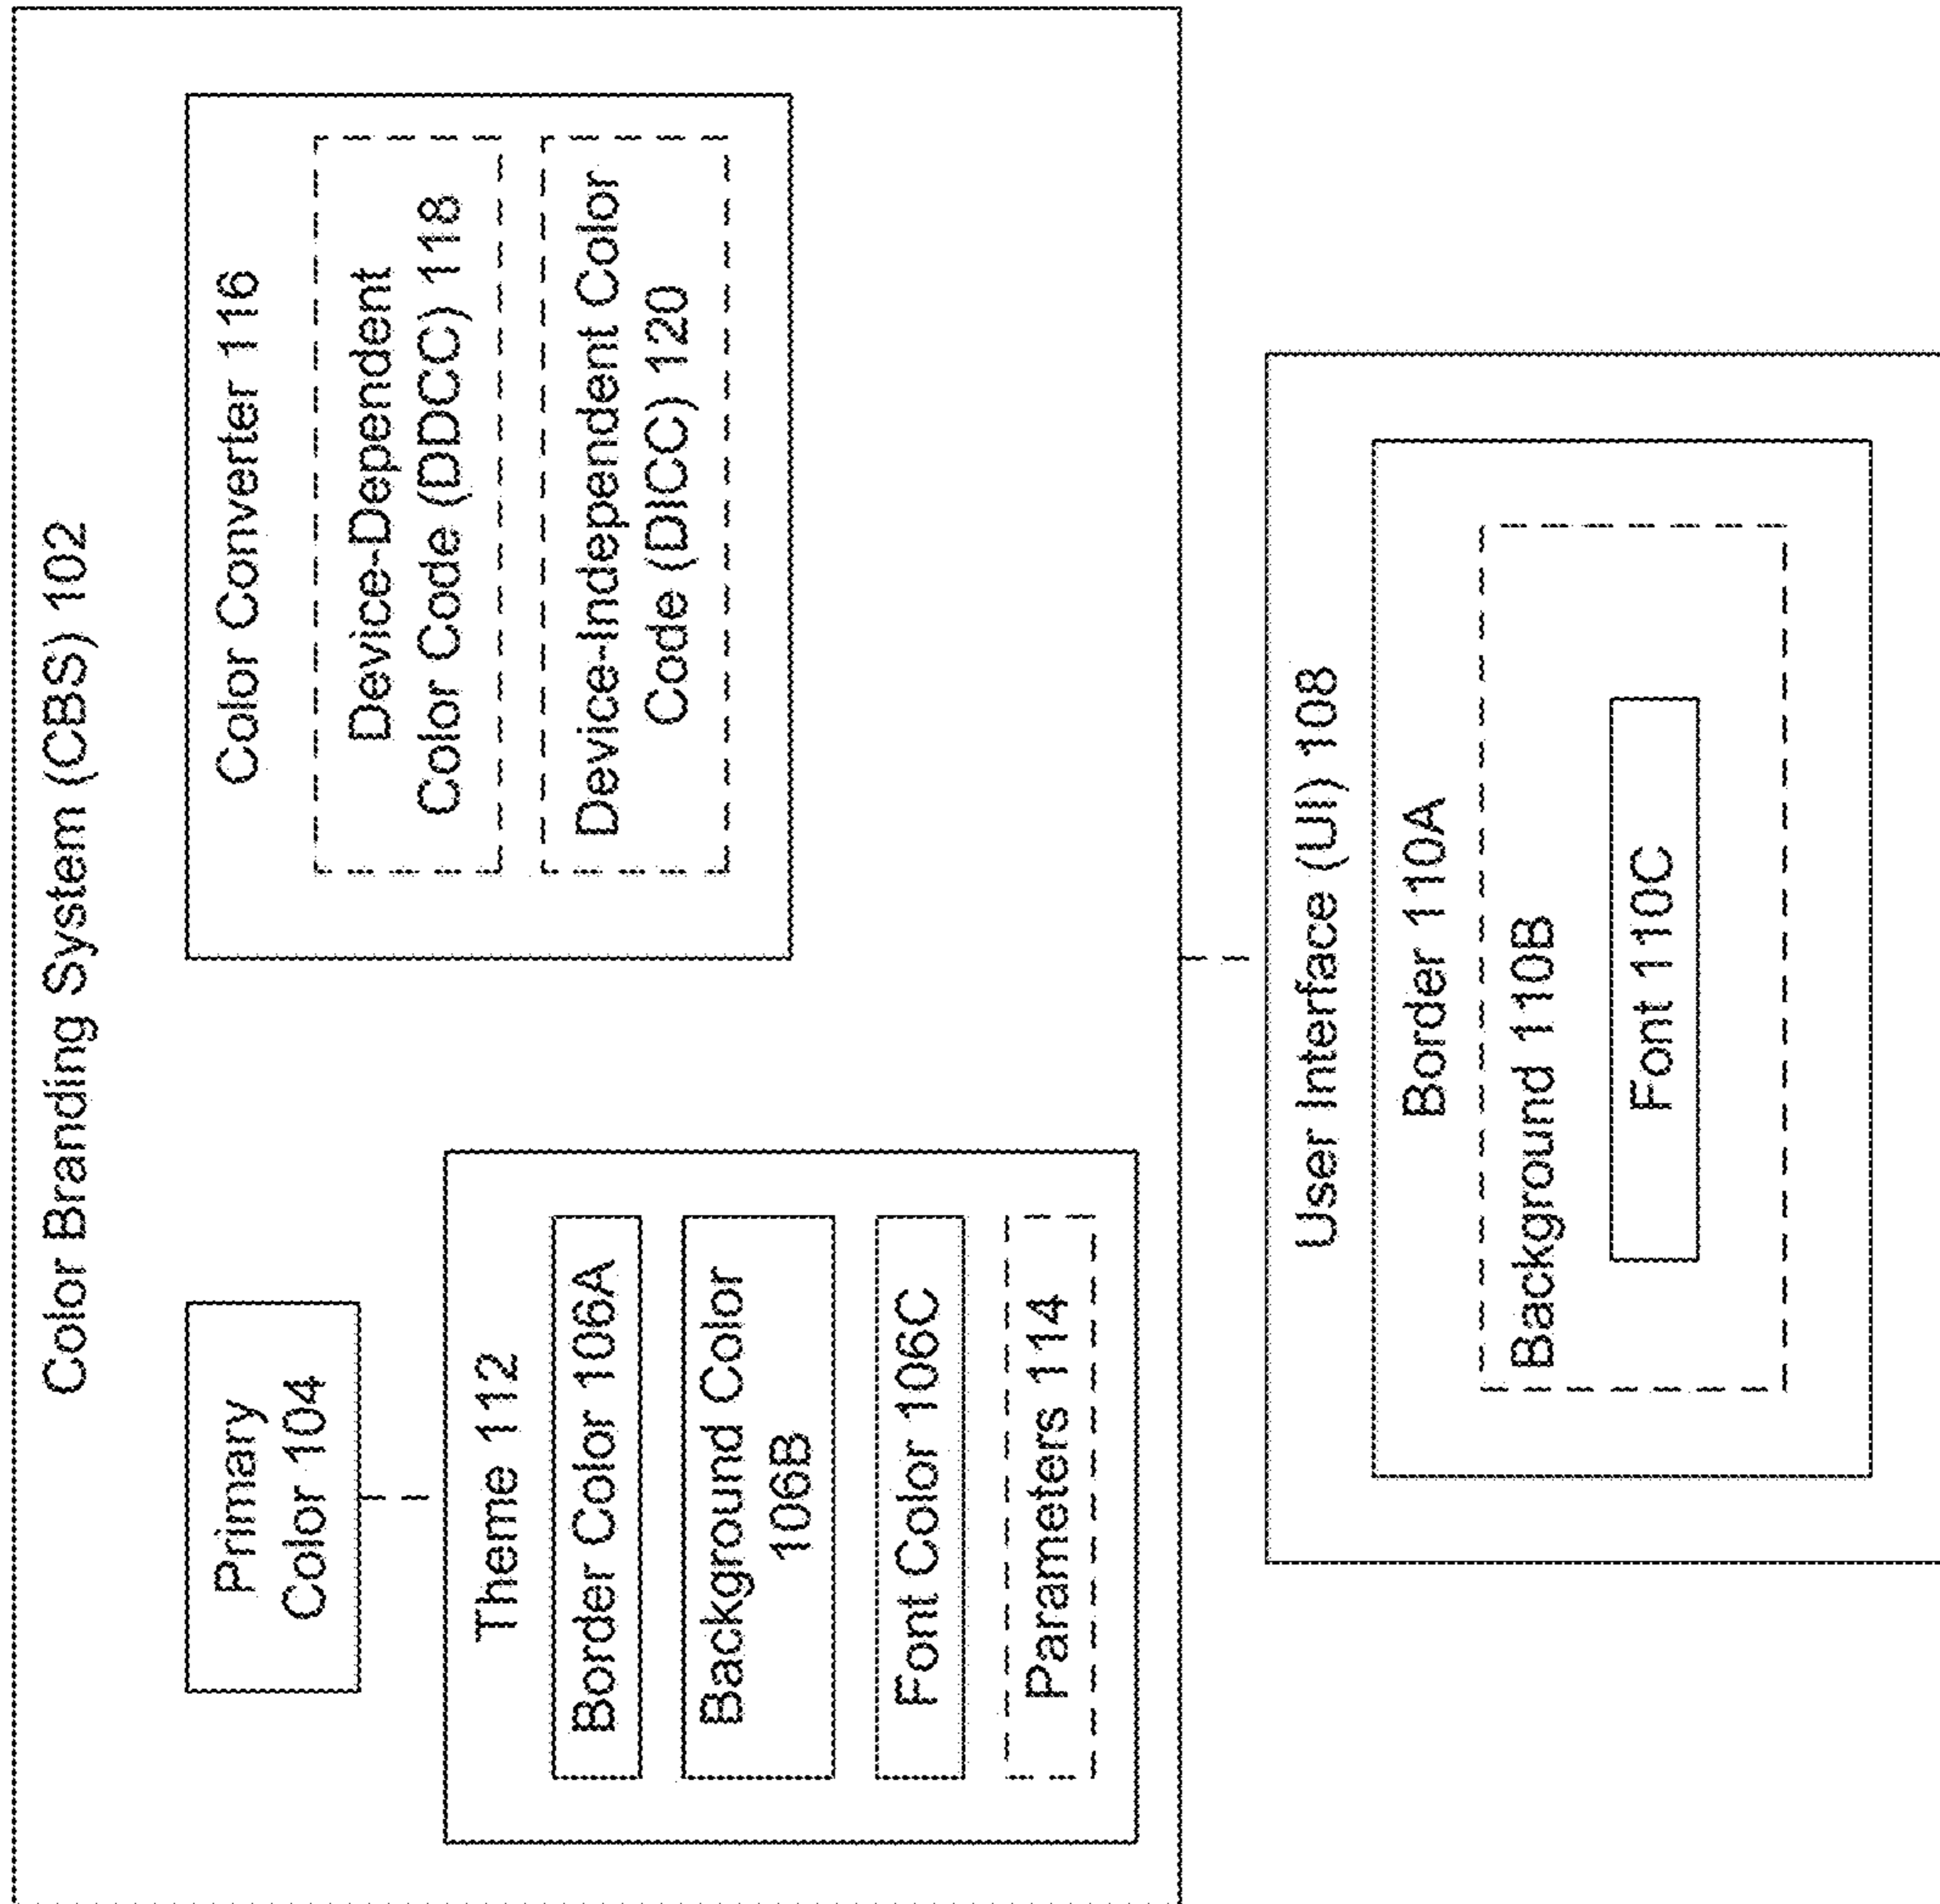 Color Branding System (CBS) 102
Primary
Color 104
Theme 112
Border Color 106A
Background Color
106B
Font Color 106C
Parameters 114
Color Converter 116
Device-Dependent
Color Code (DDCC) 118
Device-Independent Color
Code (DICC) 120
User Interface (UI) 108
Border 110A
Background 110B
Font 110C